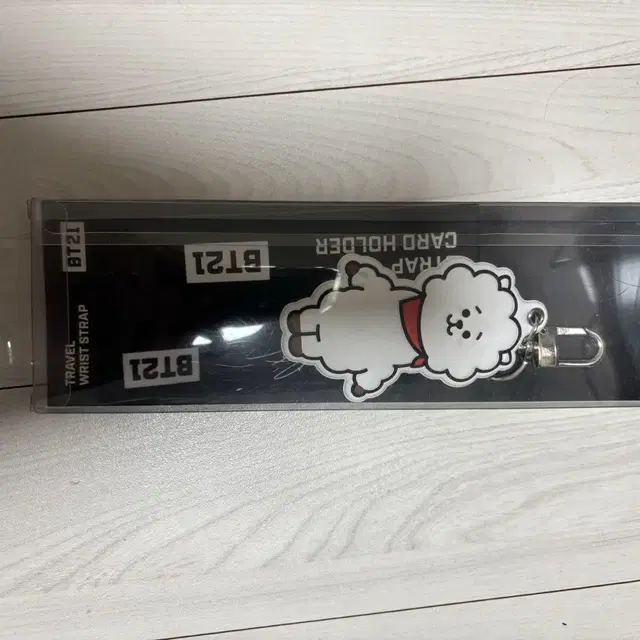 BT21
TRAVEL
WRIST STRAP
BT21
BT21
STRAP
CARD HOLDER